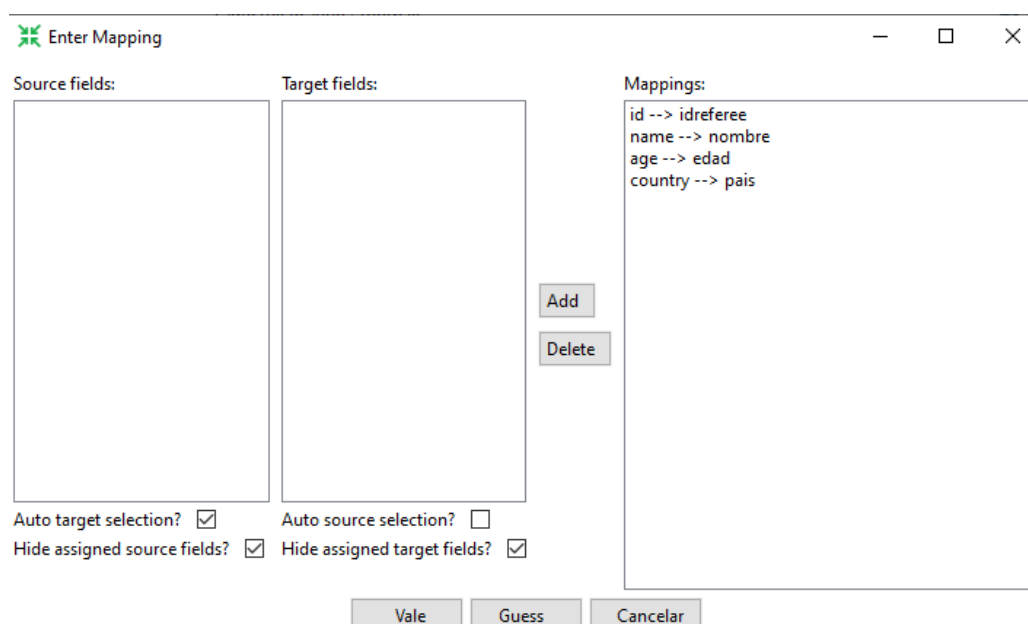 Enter Mapping
Source fields:
Target fields:
Mappings:
id --> idreferee
name --> nombre
age --> edad
country --> pais
Add
Delete
Auto target selection?
Auto source selection?
Hide assigned source fields?
Hide assigned target fields?
Vale
Guess
Cancelar